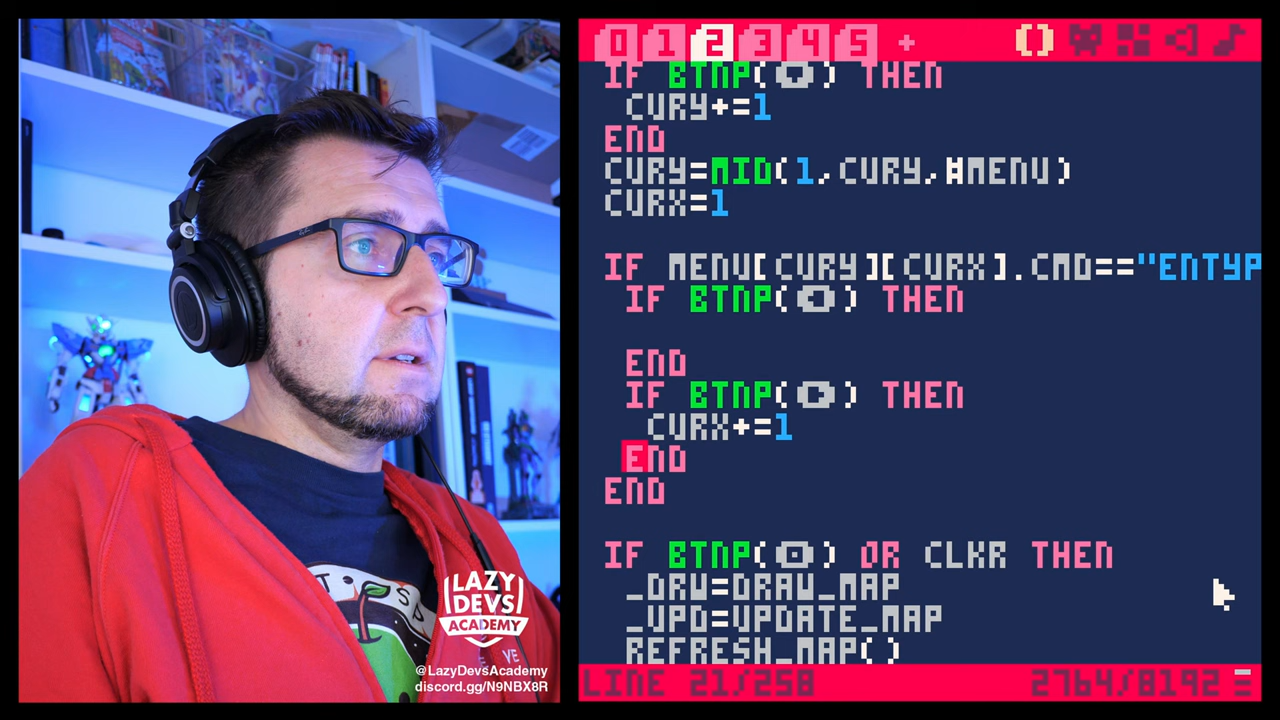 0 1 2 3 4 5 +
IF BTNP(⬇️) THEN
CURY+=1
END
CURY=MID(1,CURY,#MENU)
CURX=1
IF MENU[CURY][CURX].CMD=="ENTYP
IF BTNP(⬅️) THEN
END
IF BTNP(➡️) THEN
CURX+=1
END
END
IF BTNP(🅾️) OR CLKR THEN
_DRW=DRAW_MAP
_UPD=UPDATE_MAP
REFRESH_MAP()
LINE 21/258
2764/8192
LAZY
DEVS
ACADEMY
@LazyDevsAcademy
discord.gg/N9NBX8R